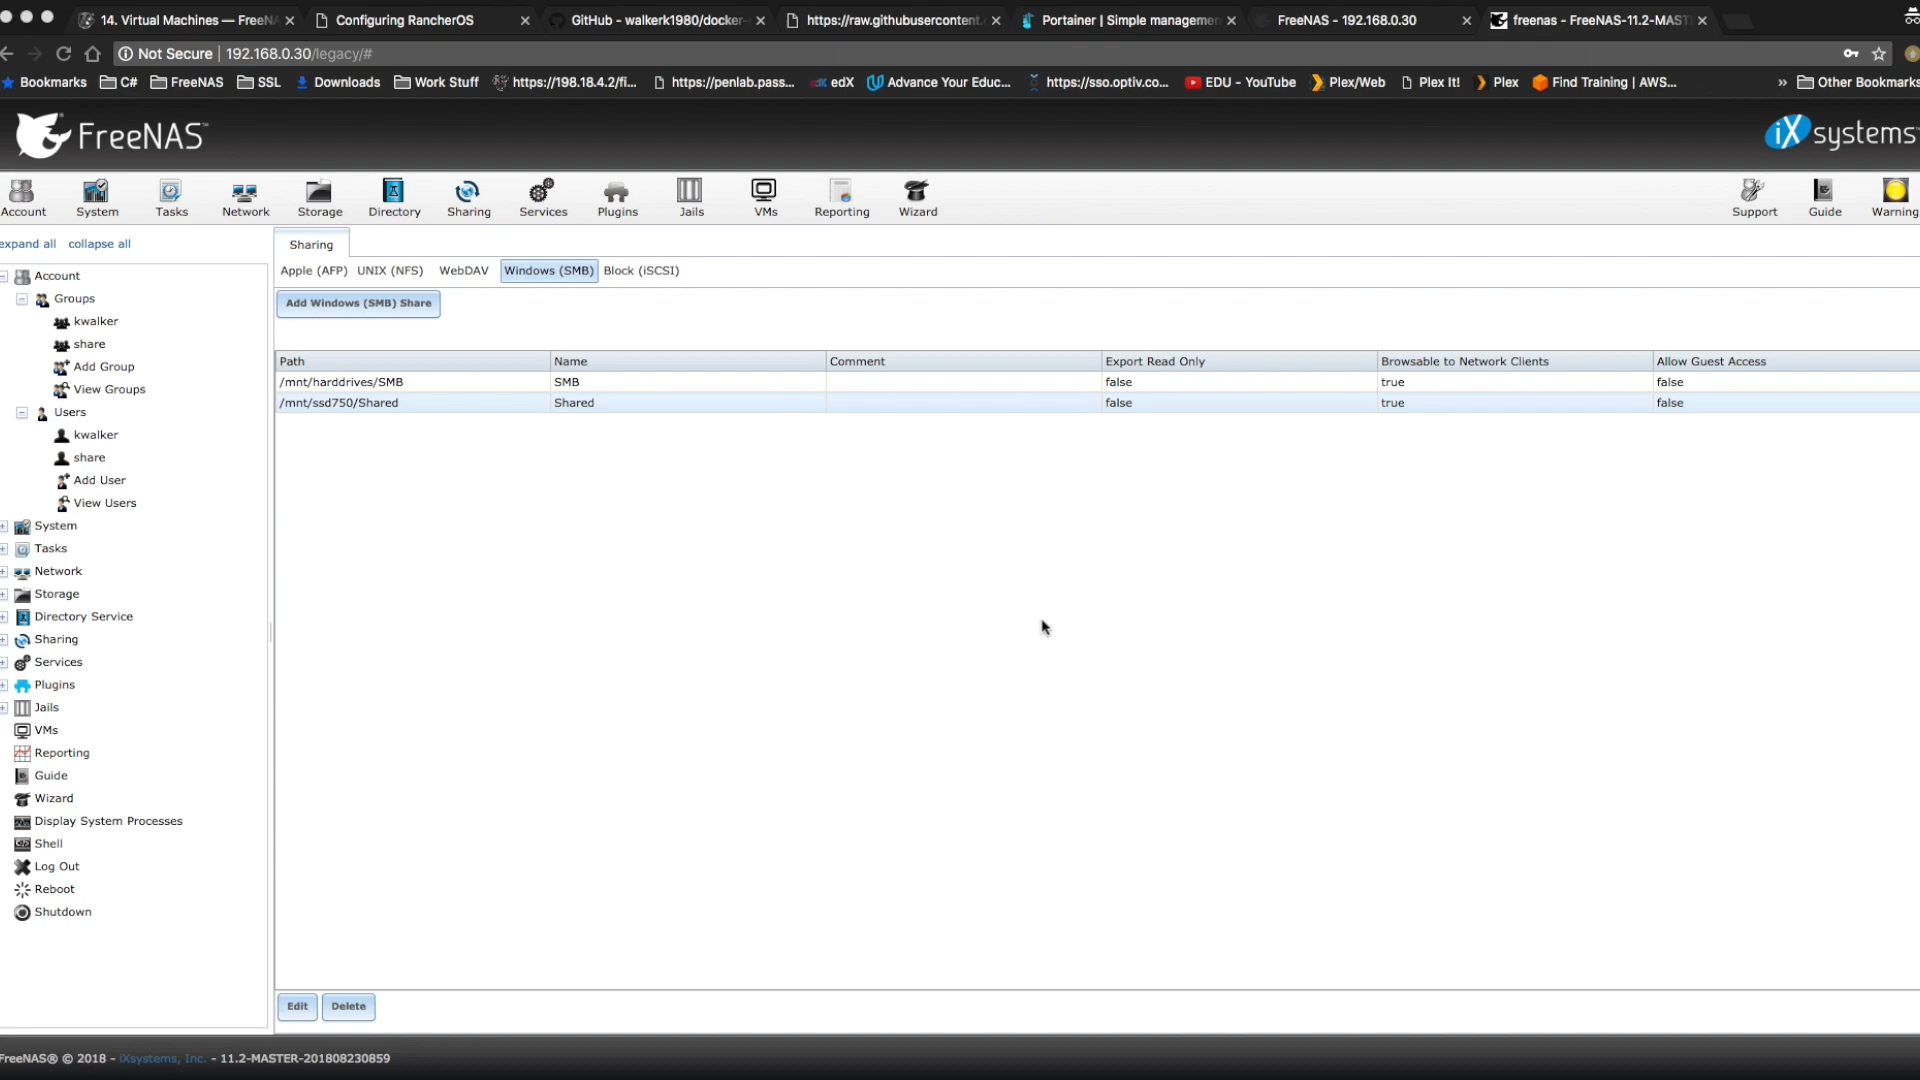 14. Virtual Machines — FreeN
Configuring RancherOS
GitHub - walkerk1980/docker-
https://raw.githubusercontent.
Portainer | Simple managemen
FreeNAS - 192.168.0.30
freenas - FreeNAS-11.2-MAST
Not Secure | 192.168.0.30/legacy/#
Bookmarks C# FreeNAS SSL Downloads Work Stuff https://198.18.4.2/fi... https://penlab.pass... edX Advance Your Educ... https://sso.optiv.co... EDU - YouTube Plex/Web Plex It! Plex Find Training | AWS... » Other Bookmarks
FreeNAS™
iXsystems
Account System Tasks Network Storage Directory Sharing Services Plugins Jails VMs Reporting Wizard Support Guide Warning
expand all collapse all
Account
Groups
kwalker
share
Add Group
View Groups
Users
kwalker
share
Add User
View Users
System
Tasks
Network
Storage
Directory Service
Sharing
Services
Plugins
Jails
VMs
Reporting
Guide
Wizard
Display System Processes
Shell
Log Out
Reboot
Shutdown
Sharing
Apple (AFP) UNIX (NFS) WebDAV Windows (SMB) Block (iSCSI)
Add Windows (SMB) Share
Path Name Comment Export Read Only Browsable to Network Clients Allow Guest Access
/mnt/harddrives/SMB SMB false true false
/mnt/ssd750/Shared Shared false true false
Edit Delete
FreeNAS® © 2018 - iXsystems, Inc. - 11.2-MASTER-201808230859